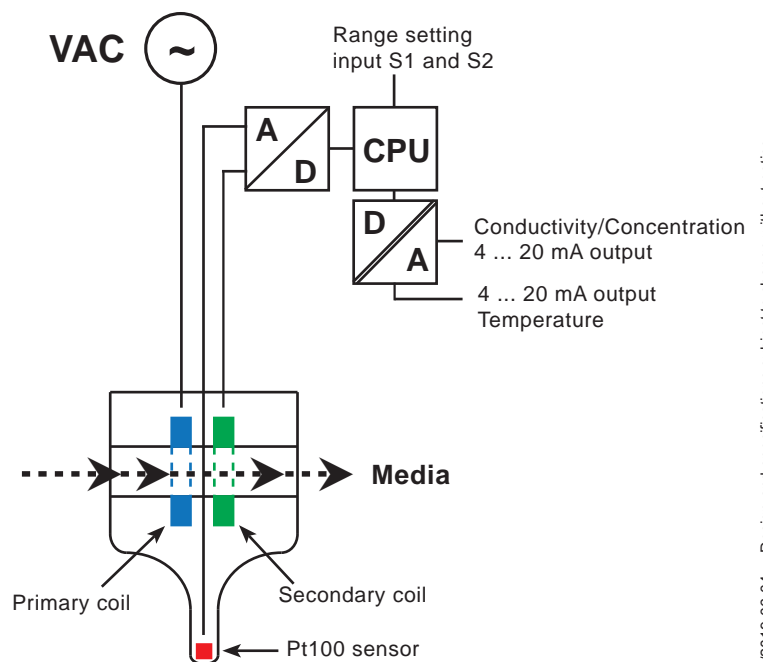 VAC
~
Range setting
input S1 and S2
A
D
CPU
D
A
Conductivity/Concentration
4 ... 20 mA output
4 ... 20 mA output
Temperature
Media
Primary coil
Secondary coil
Pt100 sensor